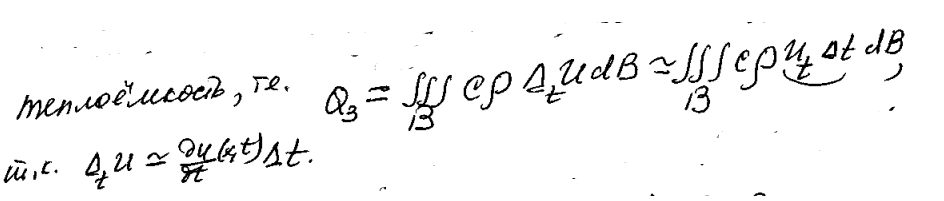 теплоёмкость, т.е. Q₃ = ∭_B cρ Δ_t u dB ≃ ∭_B cρ u_t Δt dB,
т.к. Δ_t u ≃ ∂u(x,t)/∂t Δt.